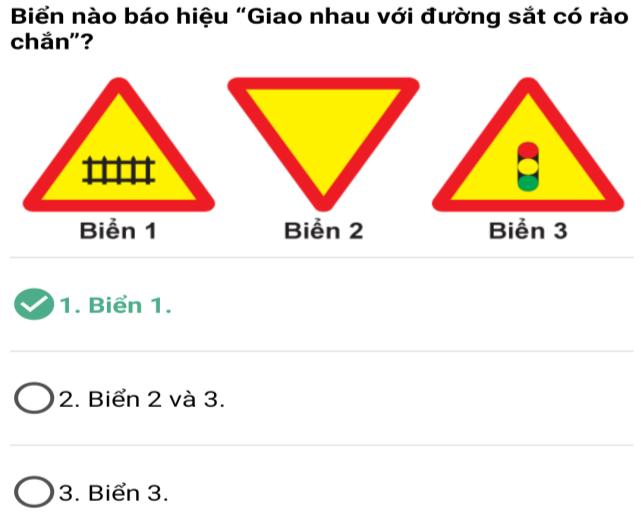 Biển nào báo hiệu “Giao nhau với đường sắt có rào
chắn”?
Biển 1 Biển 2 Biển 3
1. Biển 1.
2. Biển 2 và 3.
3. Biển 3.